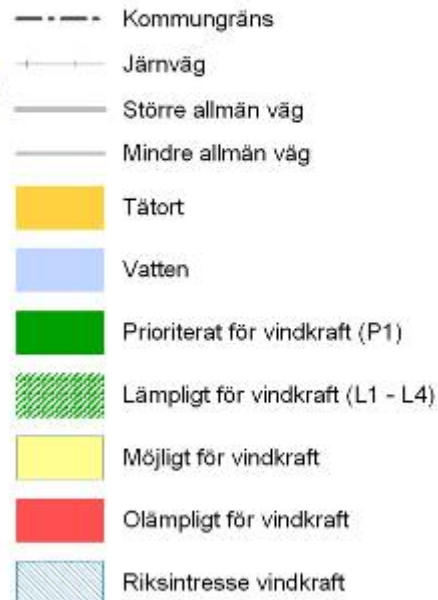 Kommungräns
Järnväg
Större allmän väg
Mindre allmän väg
Tätort
Vatten
Prioriterat för vindkraft (P1)
Lämpligt för vindkraft (L1 - L4)
Möjligt för vindkraft
Olämpligt för vindkraft
Riksintresse vindkraft